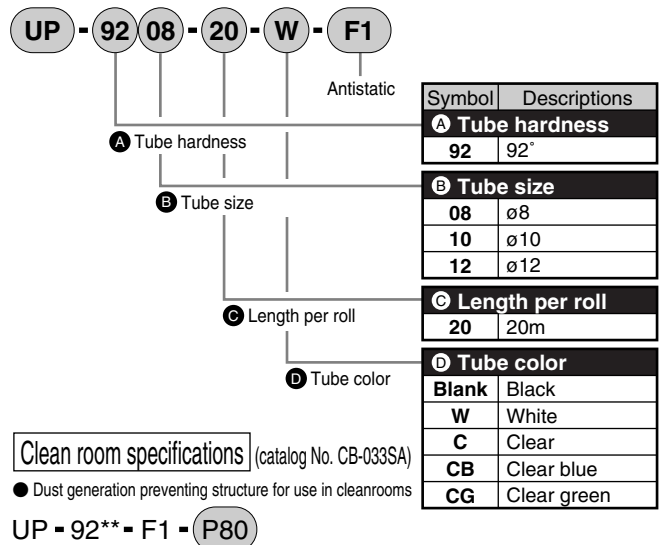 UP - 92 08 - 20 - W - F1
Antistatic
Symbol Descriptions
A Tube hardness
92 92°
A Tube hardness
B Tube size
08 ø8
10 ø10
12 ø12
B Tube size
C Length per roll
20 20m
C Length per roll
D Tube color
Blank Black
W White
C Clear
CB Clear blue
CG Clear green
D Tube color
Clean room specifications (catalog No. CB-033SA)
● Dust generation preventing structure for use in cleanrooms
UP - 92** - F1 - P80